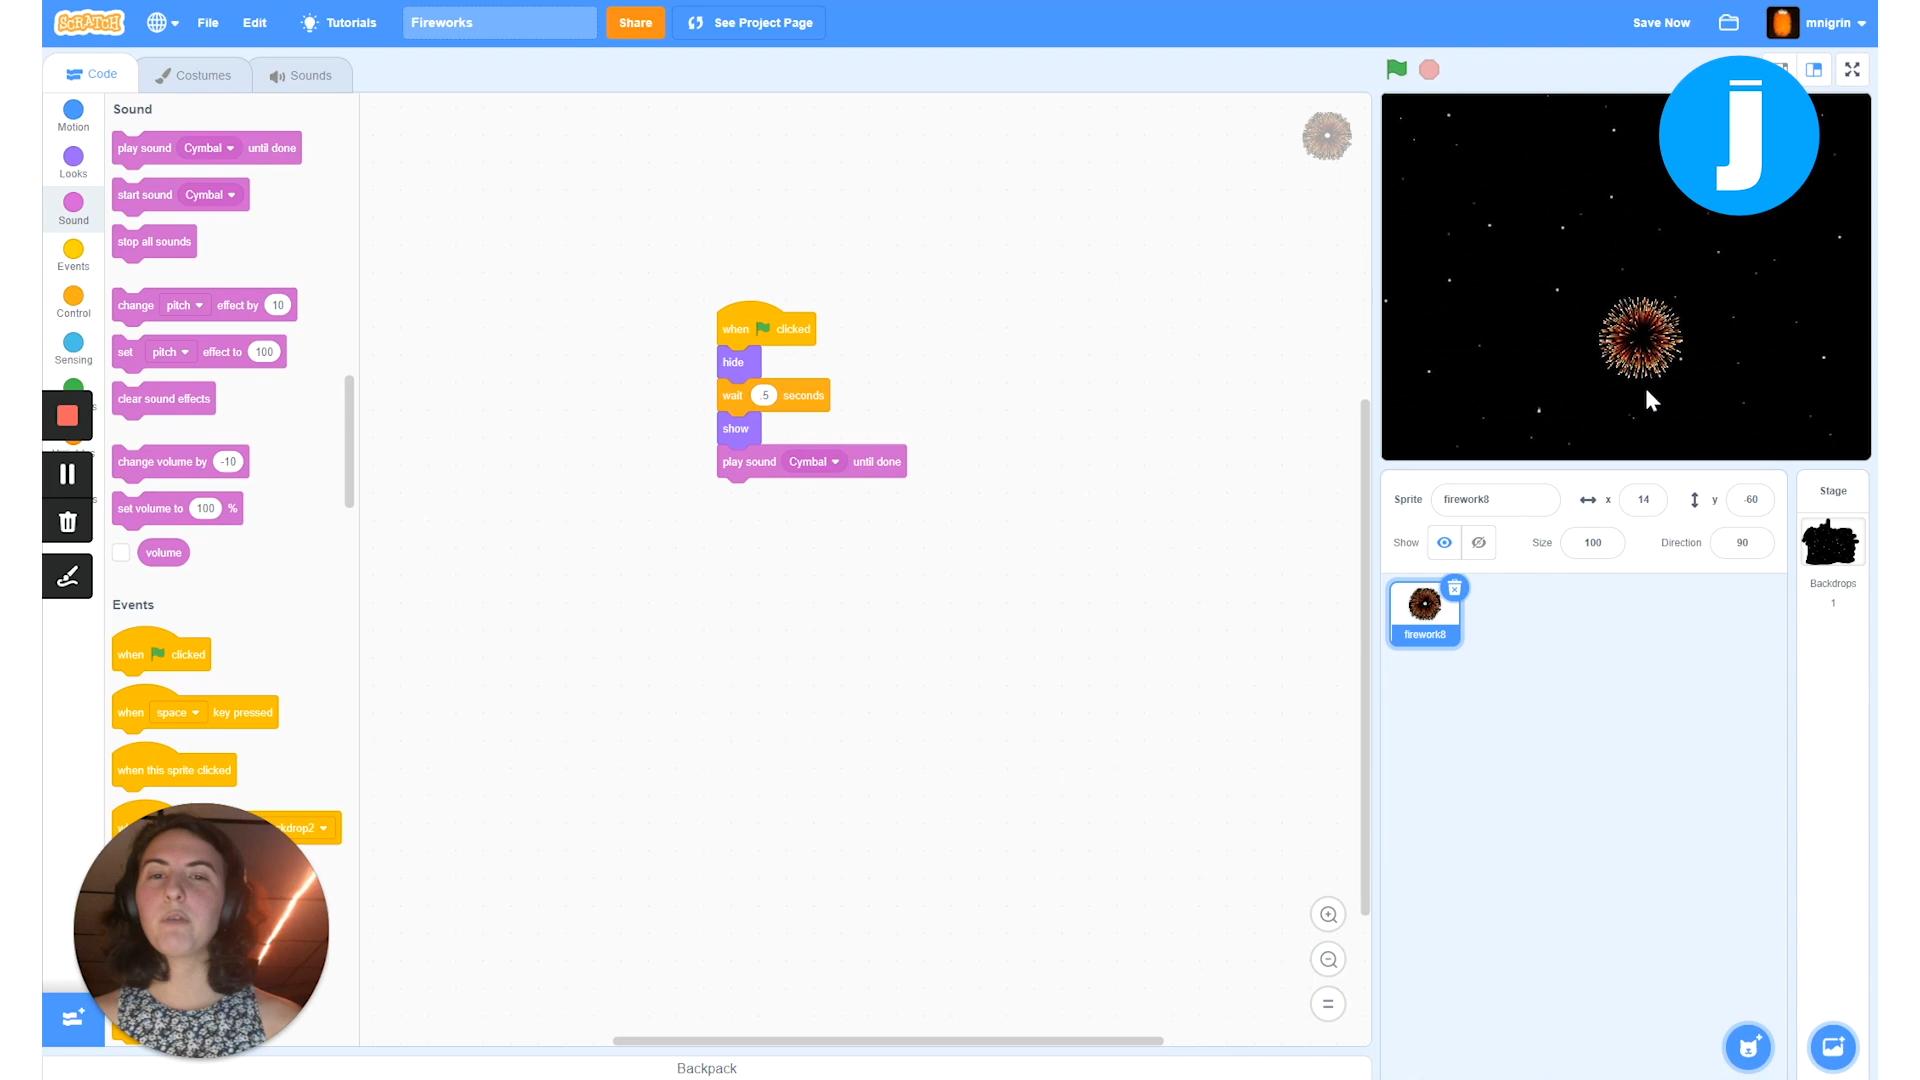 SCRATCH File Edit Tutorials Fireworks Share See Project Page Save Now mnigrin
Code Costumes Sounds
j
Motion
Looks
Sound
Events
Control
Sensing
Sound
play sound Cymbal until done
start sound Cymbal
stop all sounds
change pitch effect by 10
set pitch effect to 100
clear sound effects
change volume by -10
set volume to 100 %
volume
Events
when clicked
when space key pressed
when this sprite clicked
kdrop2
when clicked
hide
wait .5 seconds
show
play sound Cymbal until done
Sprite firework8 x 14 y -60
Show Size 100 Direction 90
firework8
Stage
Backdrops
1
Backpack